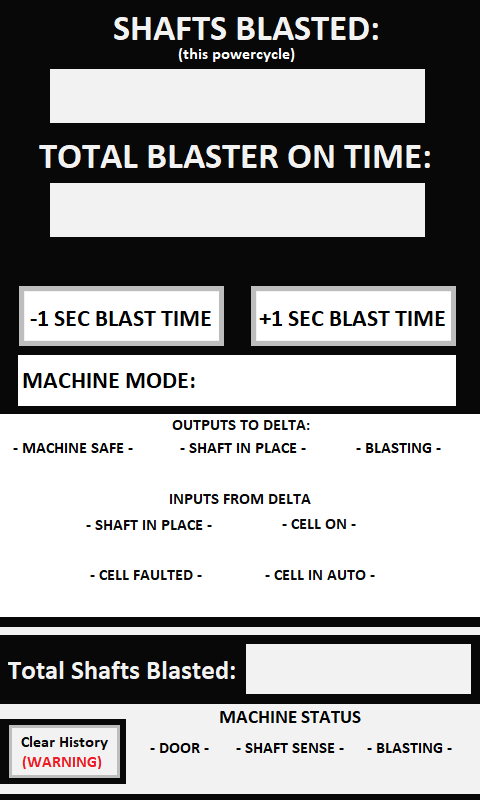 SHAFTS BLASTED:
(this powercycle)
TOTAL BLASTER ON TIME:
-1 SEC BLAST TIME +1 SEC BLAST TIME
MACHINE MODE:
OUTPUTS TO DELTA:
- MACHINE SAFE - - SHAFT IN PLACE - - BLASTING -
INPUTS FROM DELTA
- SHAFT IN PLACE - - CELL ON -
- CELL FAULTED - - CELL IN AUTO -
Total Shafts Blasted:
MACHINE STATUS
Clear History
(WARNING)
- DOOR - - SHAFT SENSE - - BLASTING -